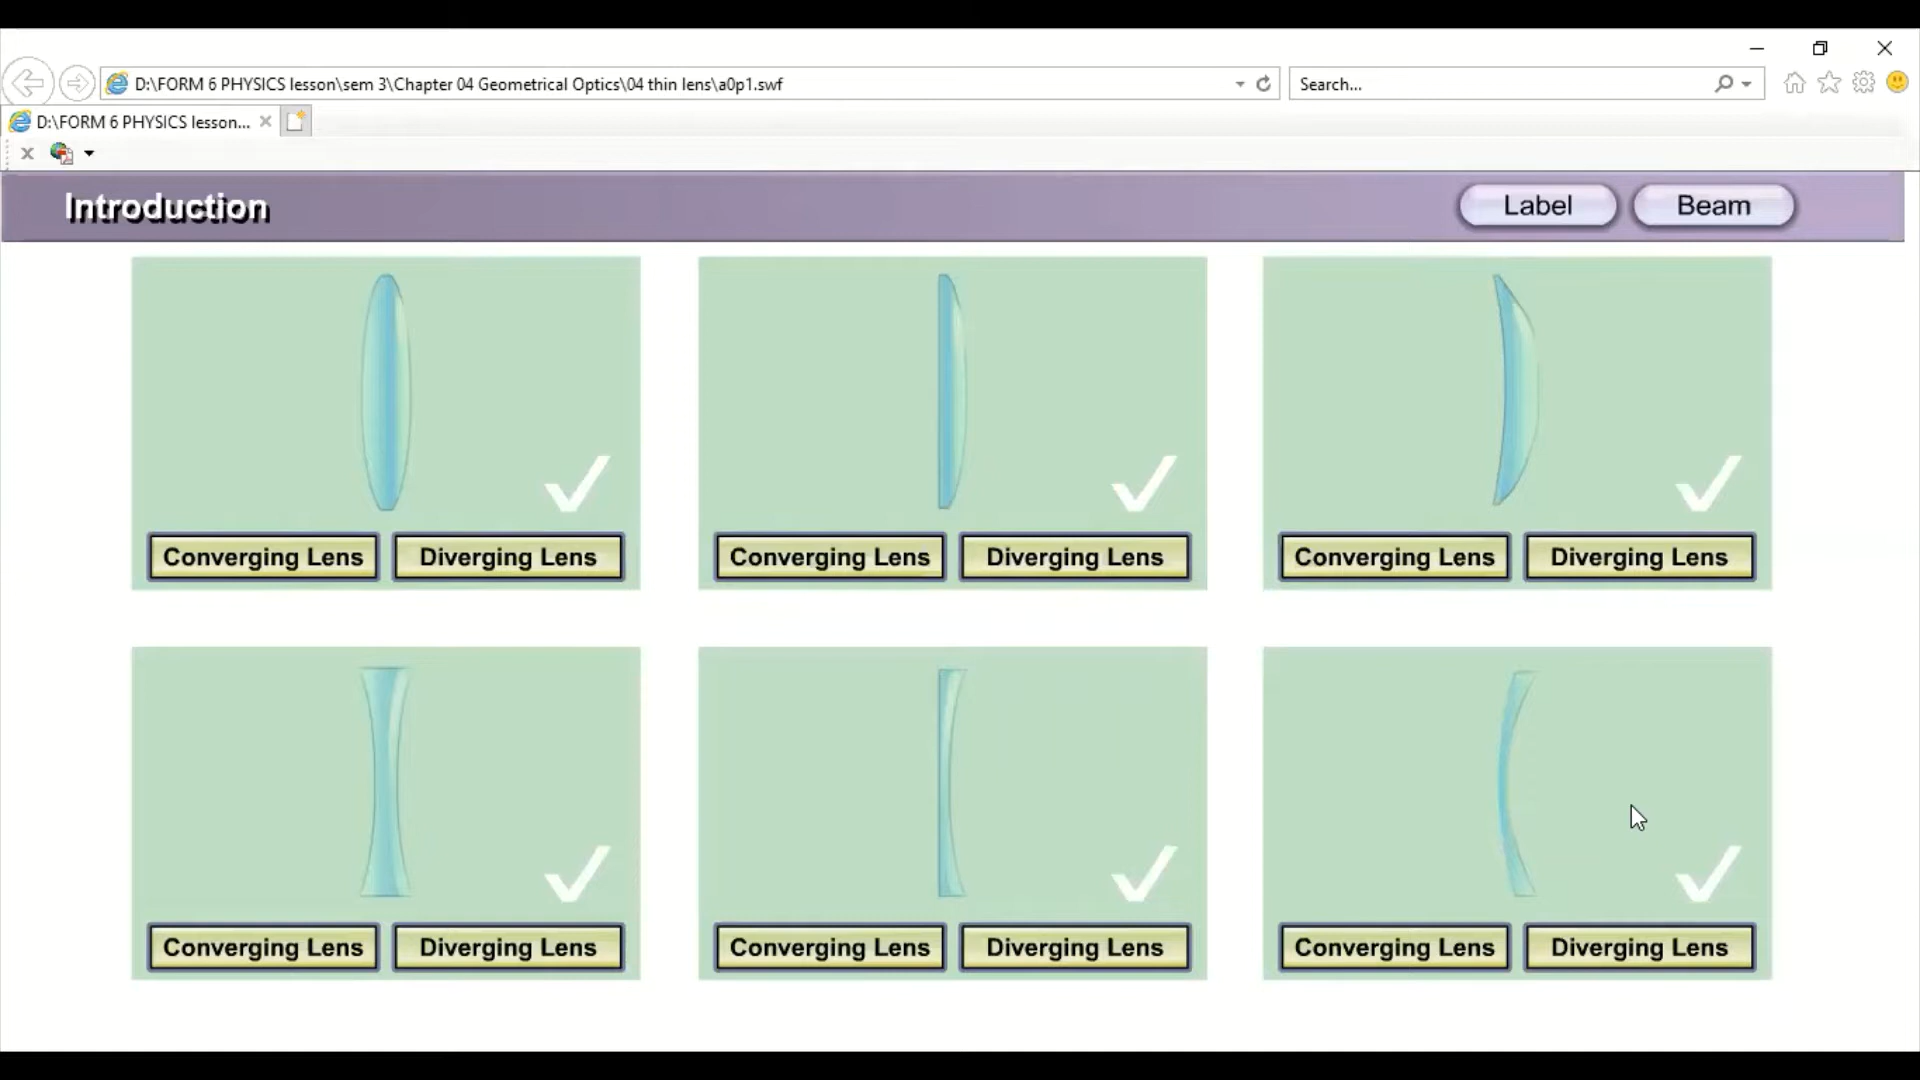 D:\FORM 6 PHYSICS lesson\sem 3\Chapter 04 Geometrical Optics\04 thin lens\a0p1.swf
Search...
D:\FORM 6 PHYSICS lesson...
Introduction
Label
Beam
Converging Lens
Diverging Lens
Converging Lens
Diverging Lens
Converging Lens
Diverging Lens
Converging Lens
Diverging Lens
Converging Lens
Diverging Lens
Converging Lens
Diverging Lens